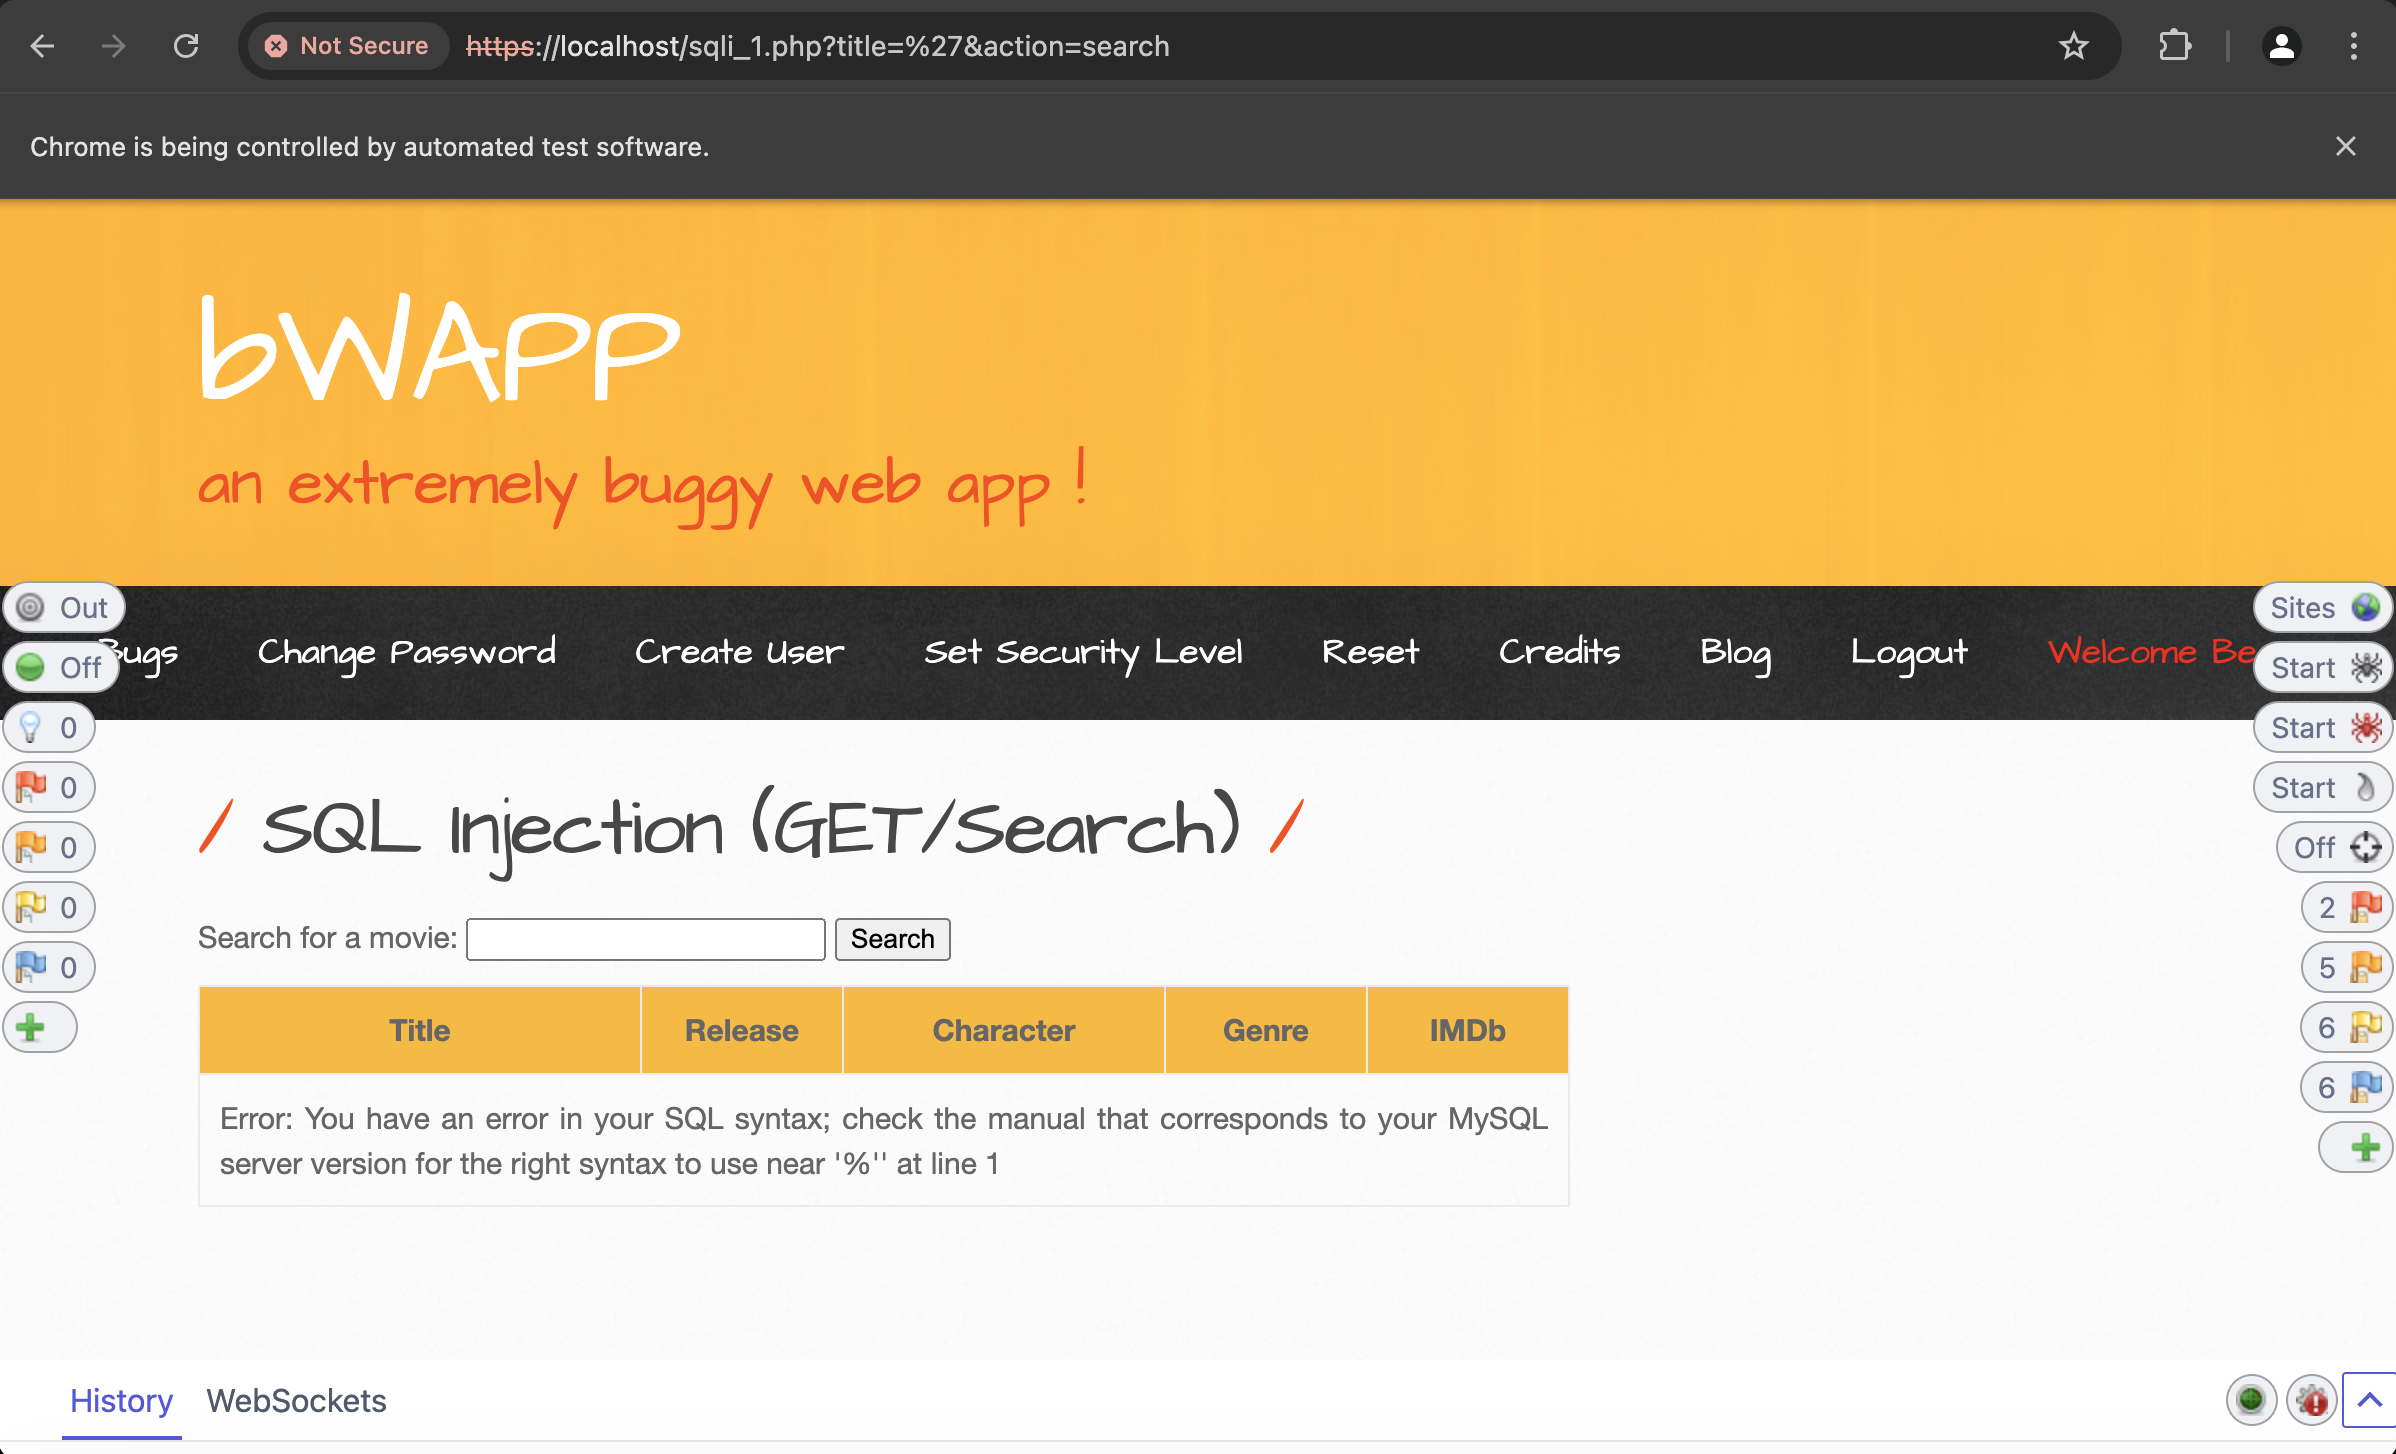 Not Secure https://localhost/sqli_1.php?title=%27&action=search
Chrome is being controlled by automated test software.
bWAPP
an extremely buggy web app !
Out
Sites
Bugs Change Password Create User Set Security Level Reset Credits Blog Logout Welcome Be
Off
Start
0
Start
0
Start
/ SQL Injection (GET/Search) /
0
Off
0
2
Search for a movie: Search
0
5
Title Release Character Genre IMDb
6
6
Error: You have an error in your SQL syntax; check the manual that corresponds to your MySQL
server version for the right syntax to use near '%'' at line 1
History WebSockets